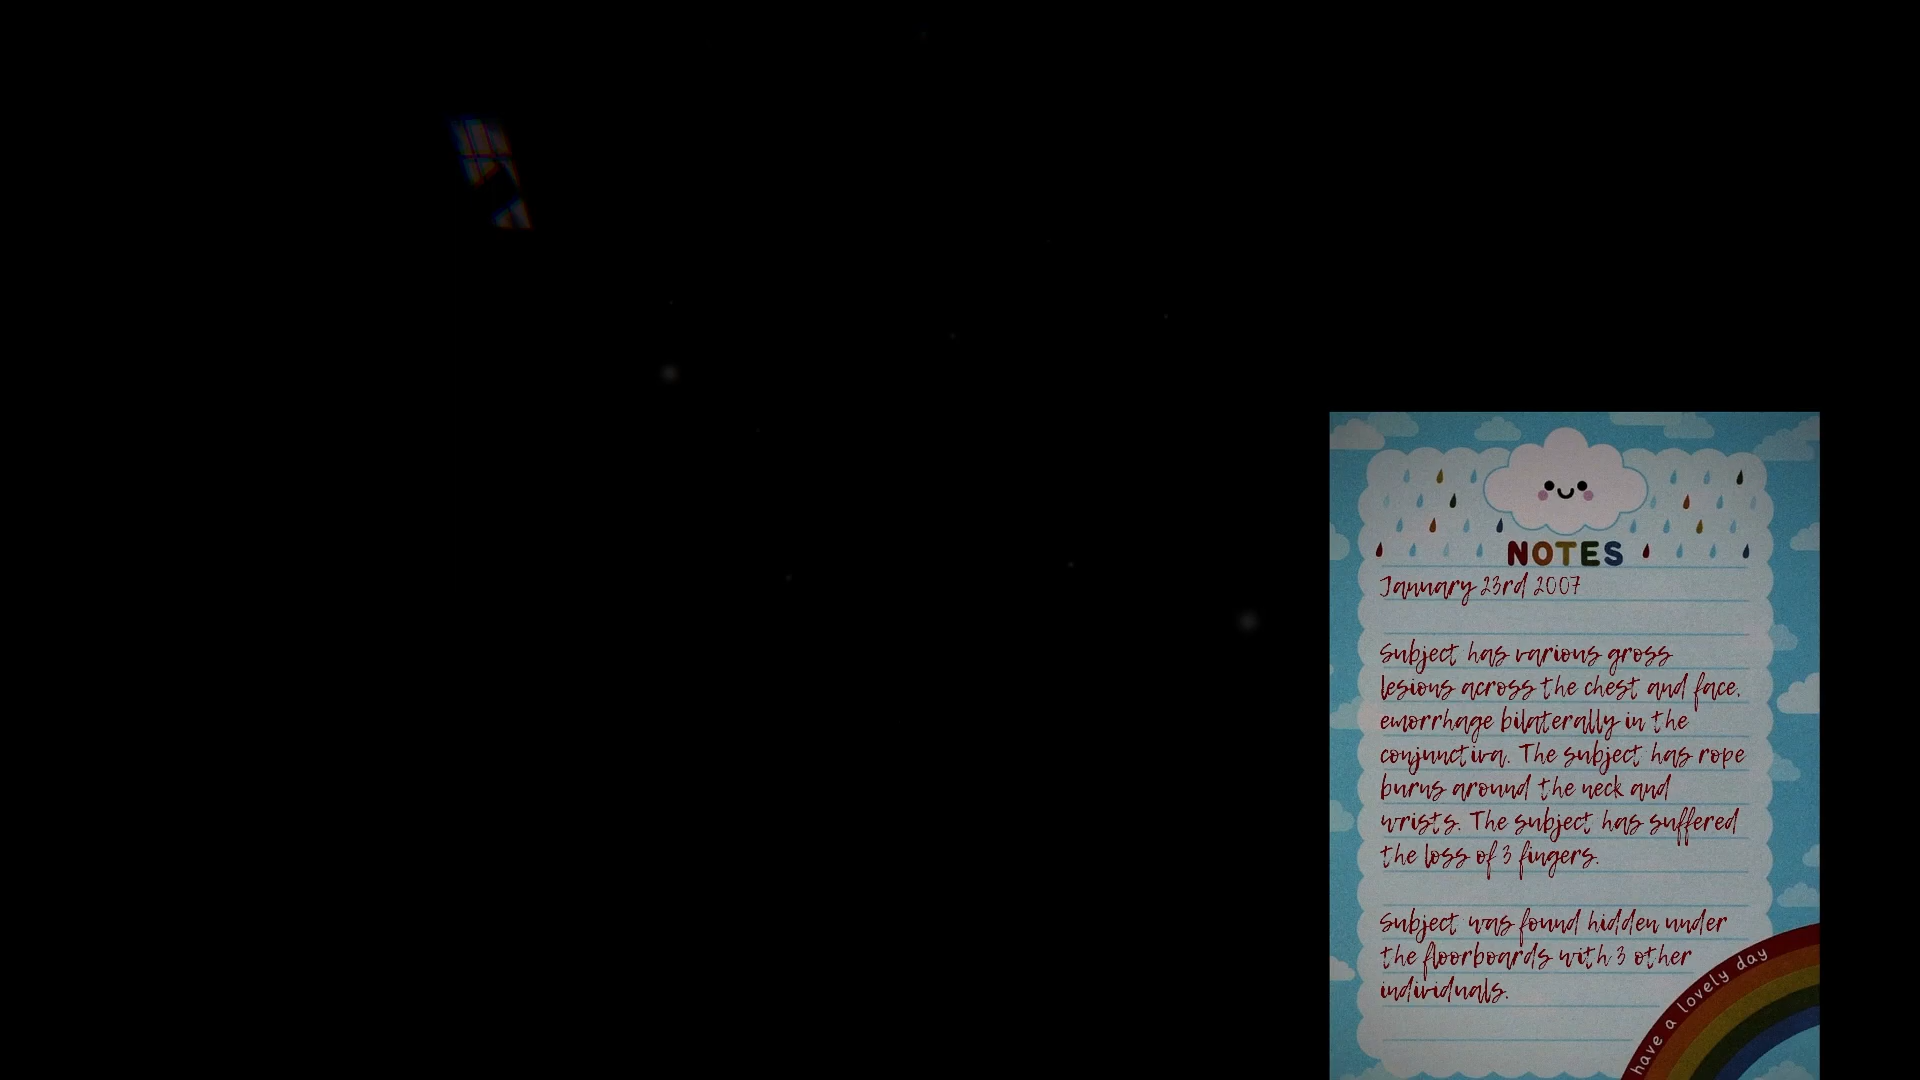 NOTES
January 23rd 2007
Subject has various gross
lesions across the chest and face,
emorrhage bilaterally in the
conjunctiva. The subject has rope
burns around the neck and
wrists. The subject has suffered
the loss of 3 fingers.
Subject was found hidden under
the floorboards with 3 other
individuals.
have a lovely day